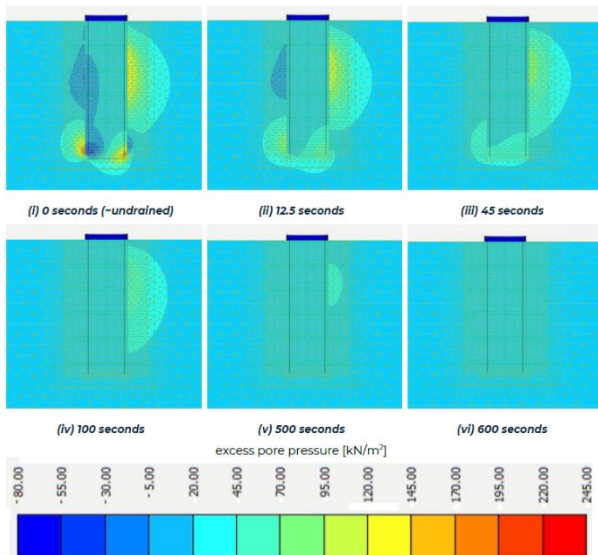 (i) 0 seconds (~undrained)
(ii) 12.5 seconds
(iii) 45 seconds
(iv) 100 seconds
(v) 500 seconds
(vi) 600 seconds
excess pore pressure [kN/m²]
- 80.00
- 55.00
- 30.00
- 5.00
20.00
45.00
70.00
95.00
120.00
145.00
170.00
195.00
220.00
245.00